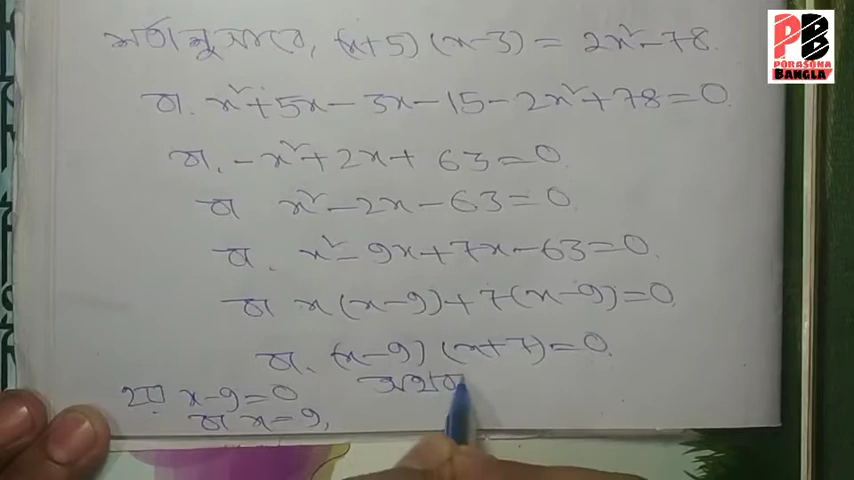 শর্তানুসারে, (x+5) (x-3) = 2x²-78.
বা. x²+5x-3x-15-2x²+78=0.
বা. -x²+2x+ 63=0.
বা x²-2x-63=0.
বা. x²-9x+7x-63=0.
বা x(x-9)+7(x-9)=0.
বা. (x-9) (x+7)=0.
হয় x-9=0 অথবা
বা x=9,
PB
PORASONA
BANGLA